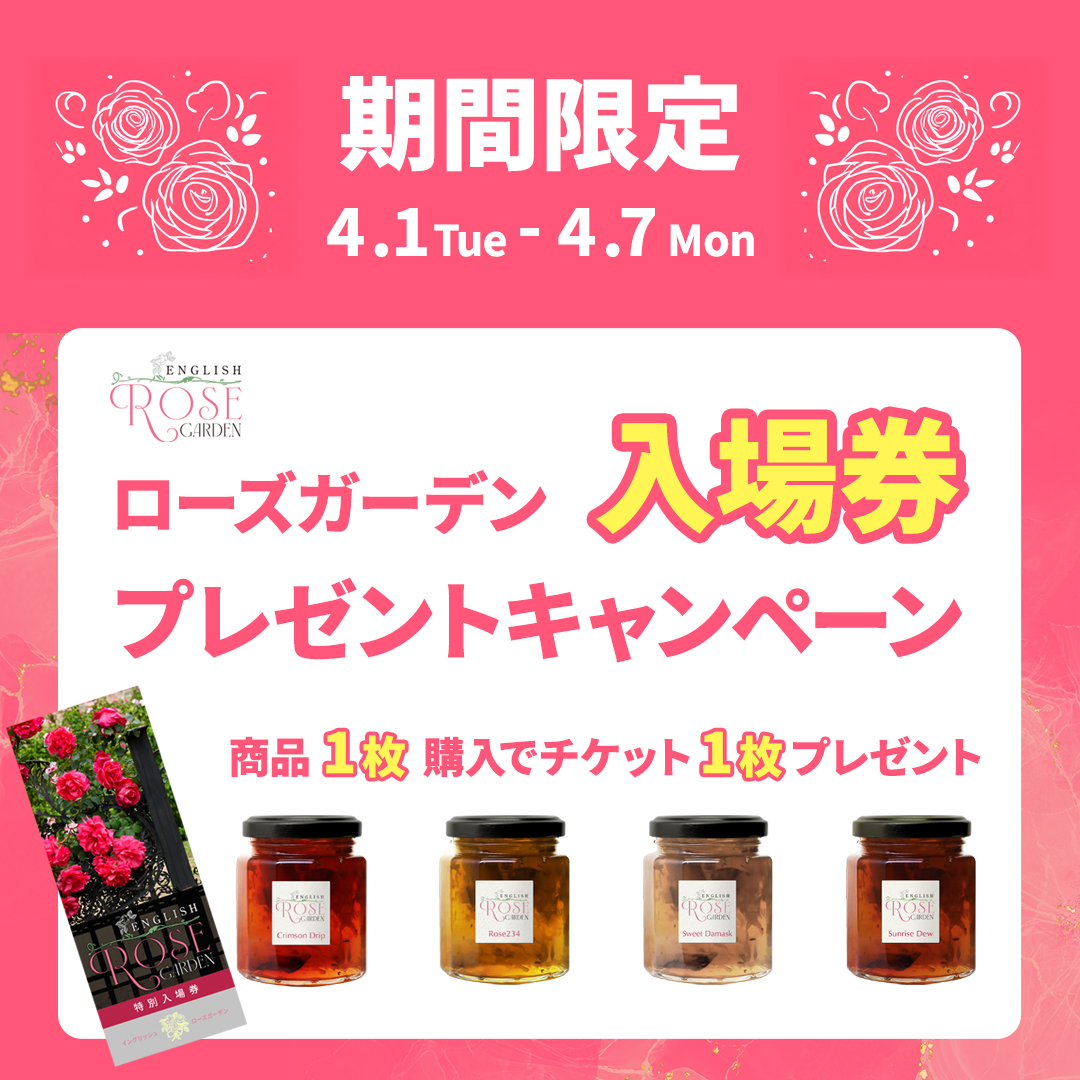 期間限定
4.1 Tue - 4.7 Mon
ENGLISH
ROSE
GARDEN
ローズガーデン 入場券
プレゼントキャンペーン
商品 1枚 購入でチケット 1枚 プレゼント
ENGLISH
ROSE
GARDEN
特別入場券
イングリッシュ ローズガーデン
ENGLISH
ROSE
GARDEN
Crimson Drip
ENGLISH
ROSE
GARDEN
Rose234
ENGLISH
ROSE
GARDEN
Sweet Damask
ENGLISH
ROSE
GARDEN
Sunrise Dew